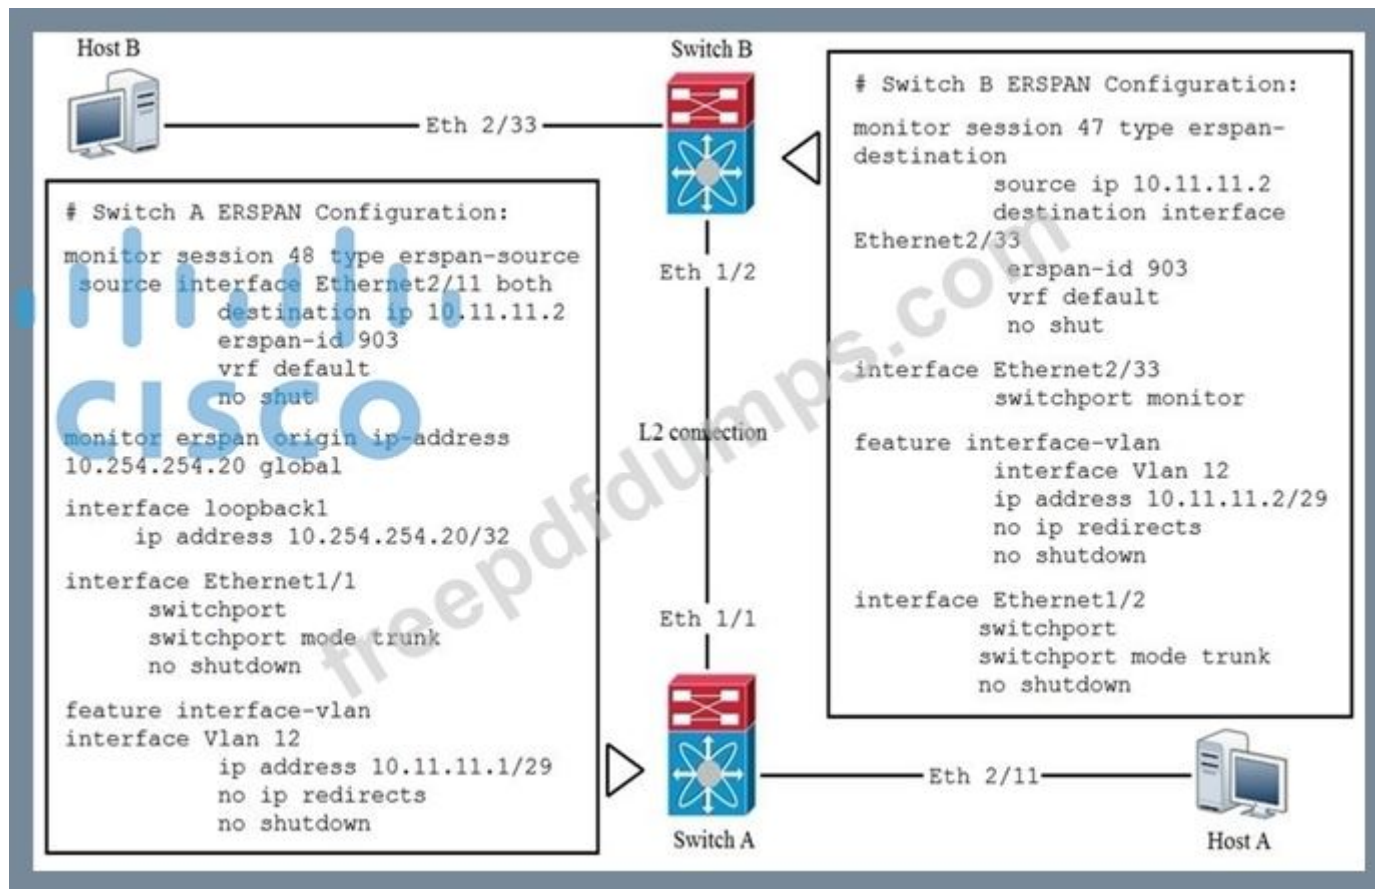 Host B
Switch B
Eth 2/33
# Switch B ERSPAN Configuration:
monitor session 47 type erspan-
destination
source ip 10.11.11.2
destination interface
Ethernet2/33
erspan-id 903
vrf default
no shut
interface Ethernet2/33
switchport monitor
feature interface-vlan
interface Vlan 12
ip address 10.11.11.2/29
no ip redirects
no shutdown
interface Ethernet1/2
switchport
switchport mode trunk
no shutdown
# Switch A ERSPAN Configuration:
monitor session 48 type erspan-source
source interface Ethernet2/11 both
destination ip 10.11.11.2
erspan-id 903
vrf default
no shut
monitor erspan origin ip-address
10.254.254.20 global
interface loopback1
ip address 10.254.254.20/32
interface Ethernet1/1
switchport
switchport mode trunk
no shutdown
feature interface-vlan
interface Vlan 12
ip address 10.11.11.1/29
no ip redirects
no shutdown
Eth 1/2
L2 connection
Eth 1/1
Eth 2/11
Switch A
Host A
CISCO
freepdfdumps.com